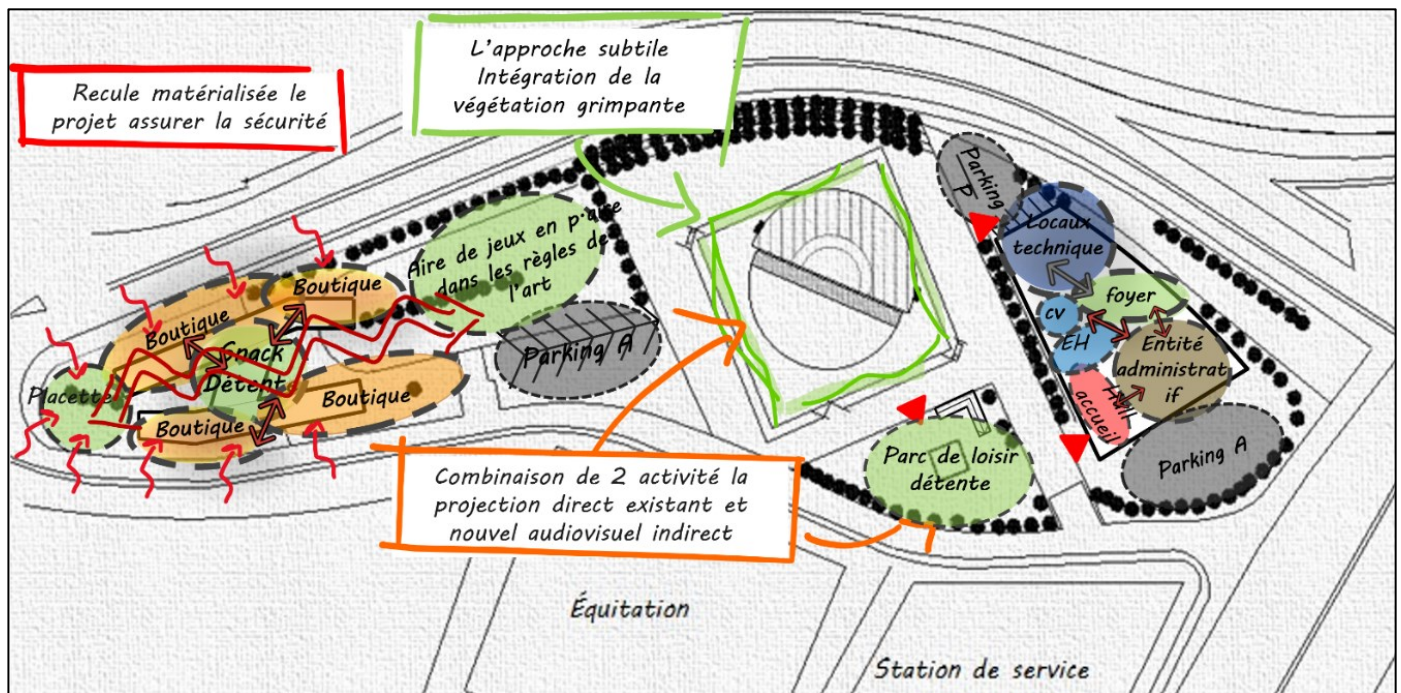 L'approche subtile
Intégration de la
végétation grimpante
Recule matérialisée le
projet assurer la sécurité
Parking
P
Locaux
technique
Aire de jeux en p·aire
dans les règles de
l'art
Boutique
Boutique
foyer
cv
EH
Entité
administrat
if
Snack
Détente
Parking A
Placette
Boutique
Boutique
Hall
accueil
Parking A
Parc de loisir
détente
Combinaison de 2 activité la
projection direct existant et
nouvel audiovisuel indirect
Équitation
Station de service